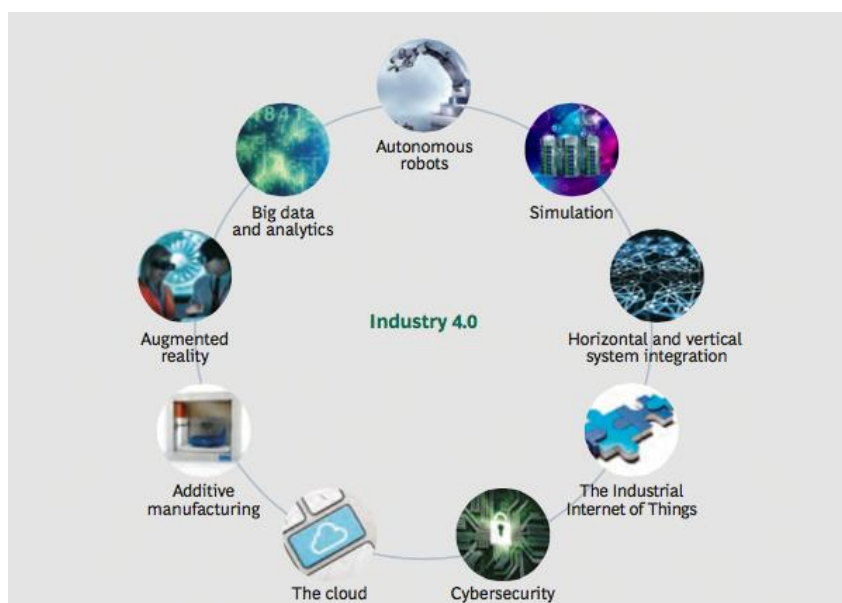 Autonomous
robots
Simulation
Horizontal and vertical
system integration
The Industrial
Internet of Things
Cybersecurity
The cloud
Additive
manufacturing
Augmented
reality
Big data
and analytics
Industry 4.0